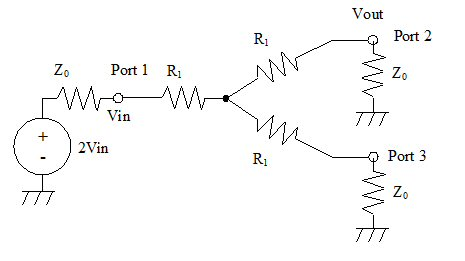 Vout
R₁
Port 2
Z₀
Port 1
R₁
Z₀
Vin
+
-
2Vin
R₁
Port 3
Z₀